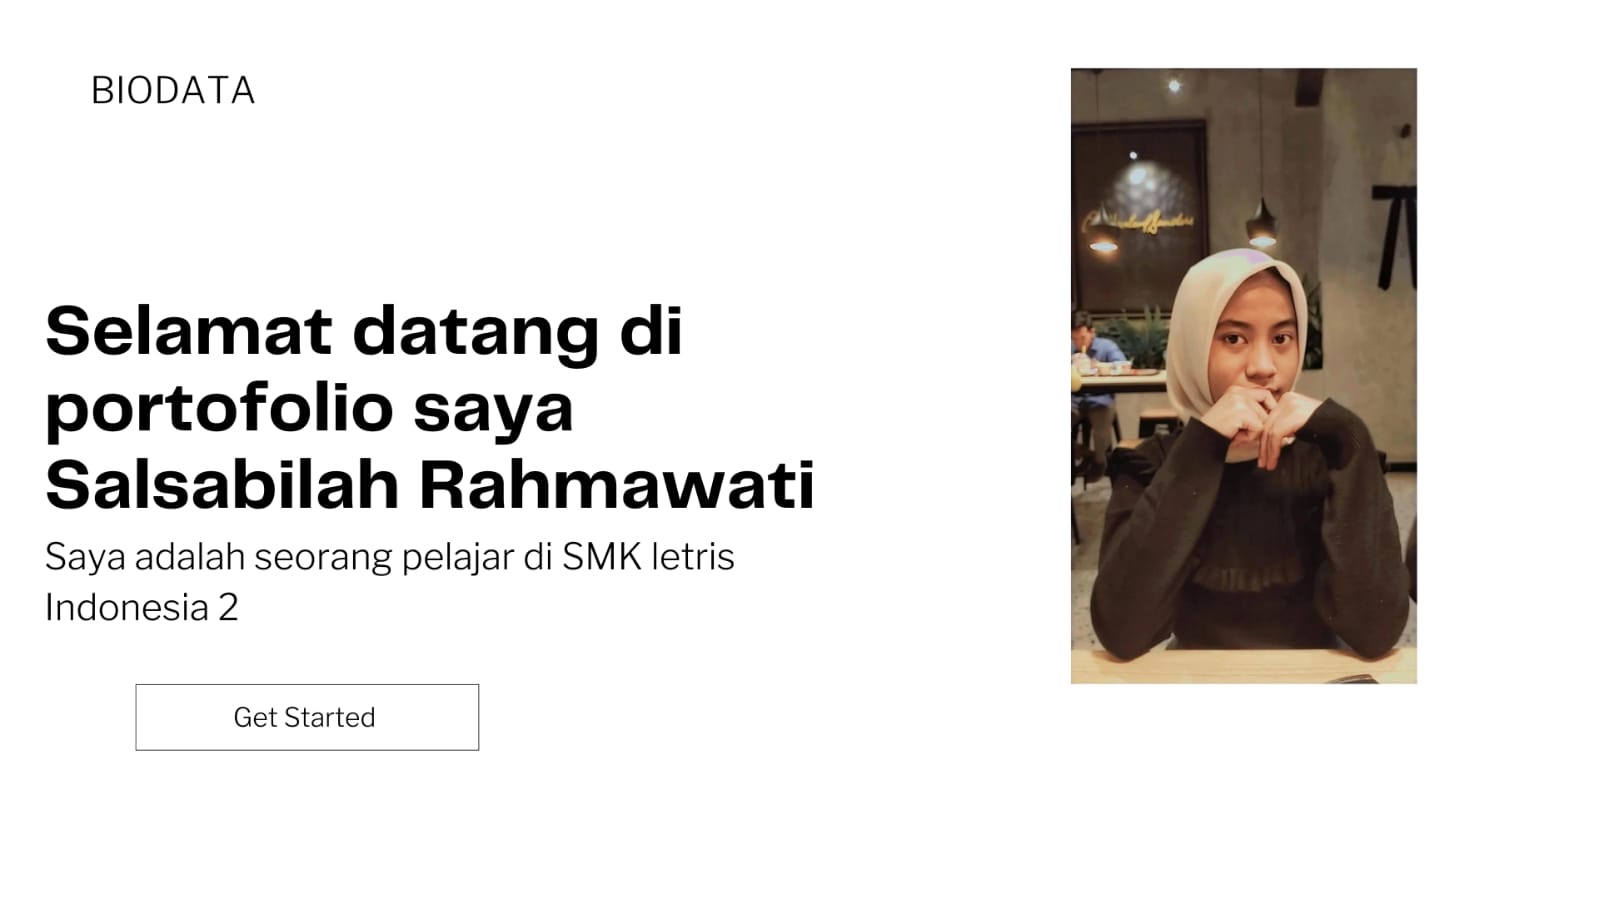 BIODATA
Selamat datang di
portofolio saya
Salsabilah Rahmawati
Saya adalah seorang pelajar di SMK letris
Indonesia 2
Get Started